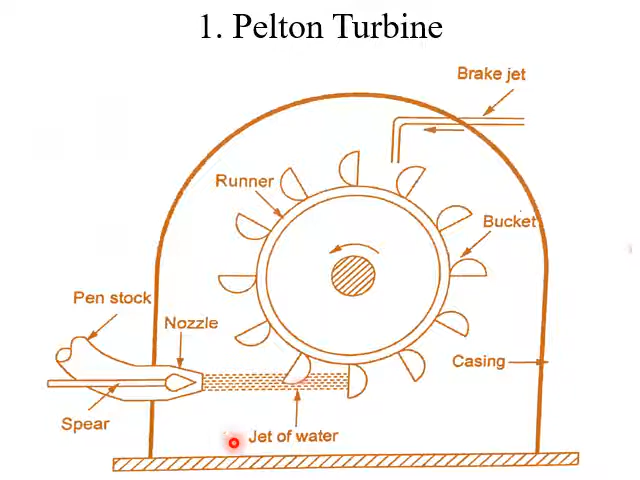 1. Pelton Turbine
Brake jet
Runner
Bucket
Pen stock
Nozzle
Casing
Spear
Jet of water